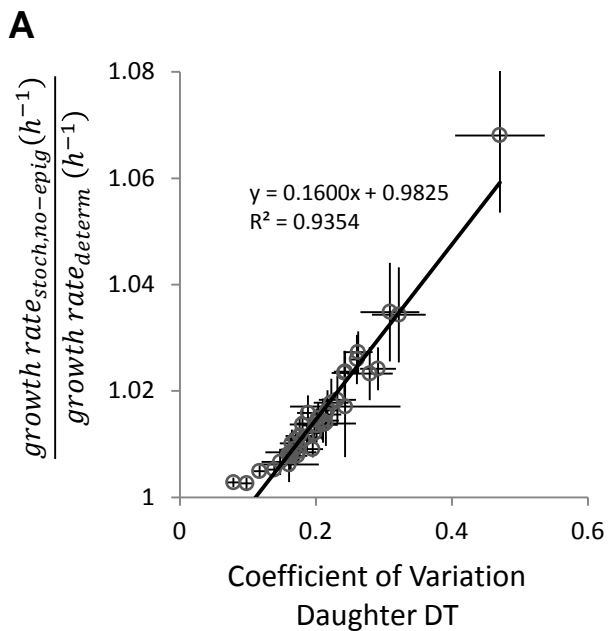 A
growth rate_stoch,no−epig (h^−1)
growth rate_determ (h^−1)
1.08
1.06
1.04
1.02
1
y = 0.1600x + 0.9825
R² = 0.9354
0
0.2
0.4
0.6
Coefficient of Variation
Daughter DT